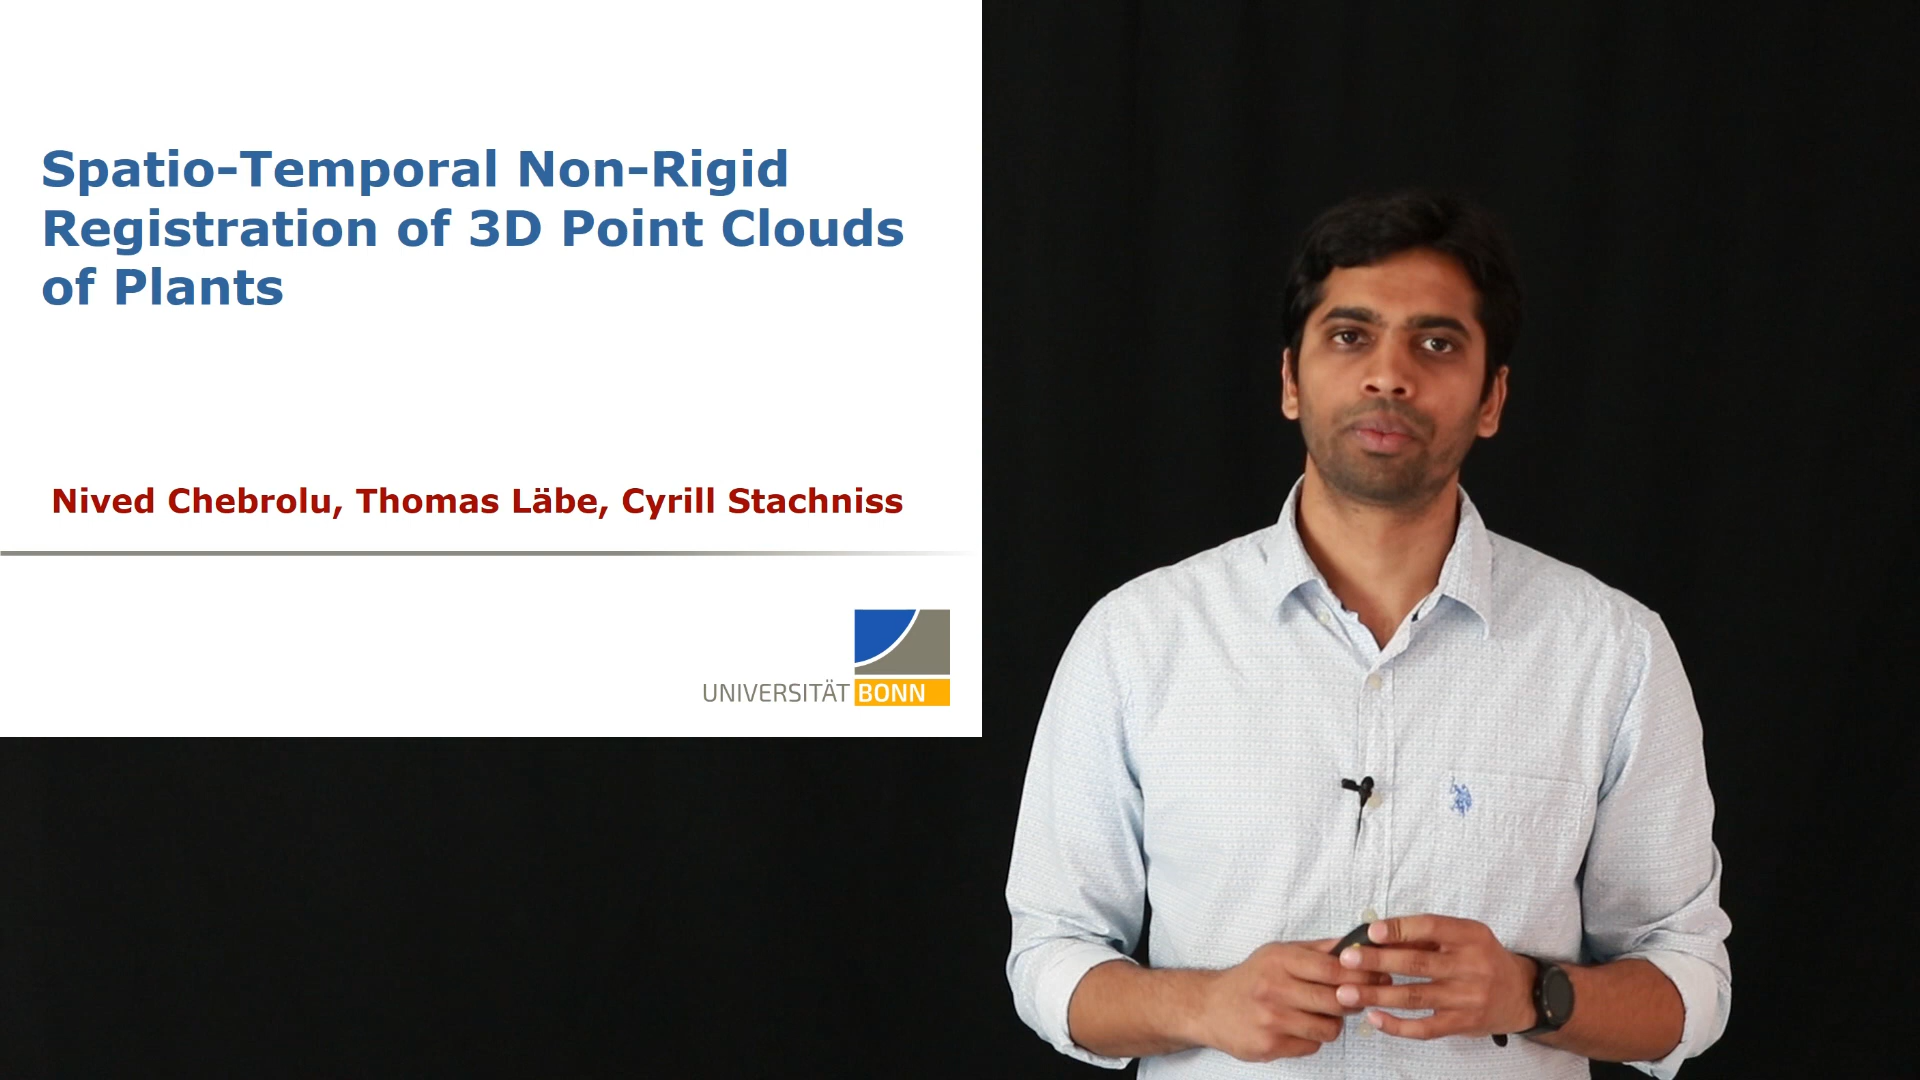 Spatio-Temporal Non-Rigid
Registration of 3D Point Clouds
of Plants
Nived Chebrolu, Thomas Läbe, Cyrill Stachniss
UNIVERSITÄT BONN